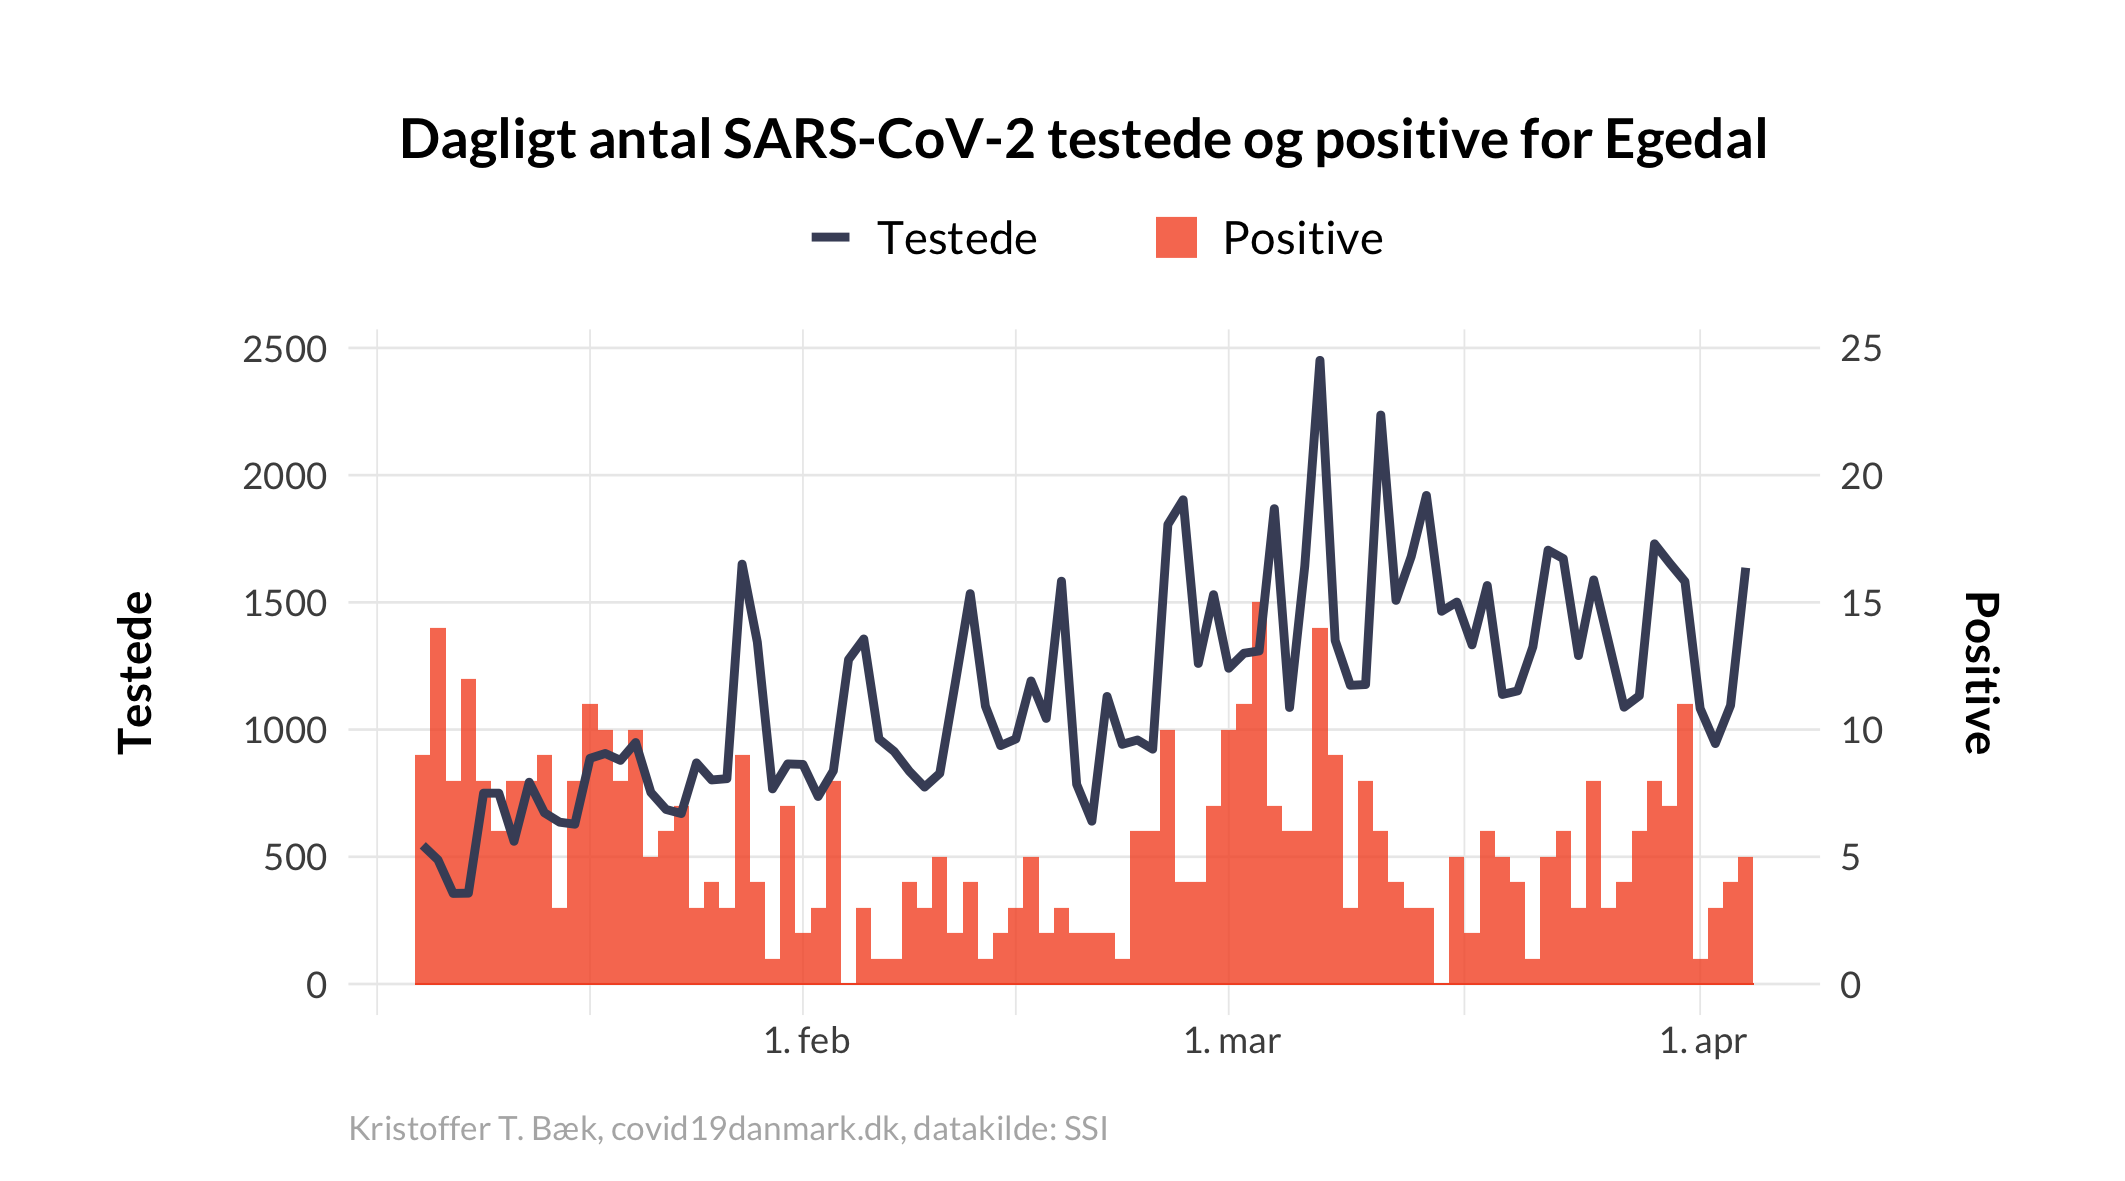 Dagligt antal SARS-CoV-2 testede og positive for Egedal
Testede Positive
2500 25
2000 20
1500 15
1000 10
500 5
0 0
Testede
Positive
1. feb 1. mar 1. apr
Kristoffer T. Bæk, covid19danmark.dk, datakilde: SSI